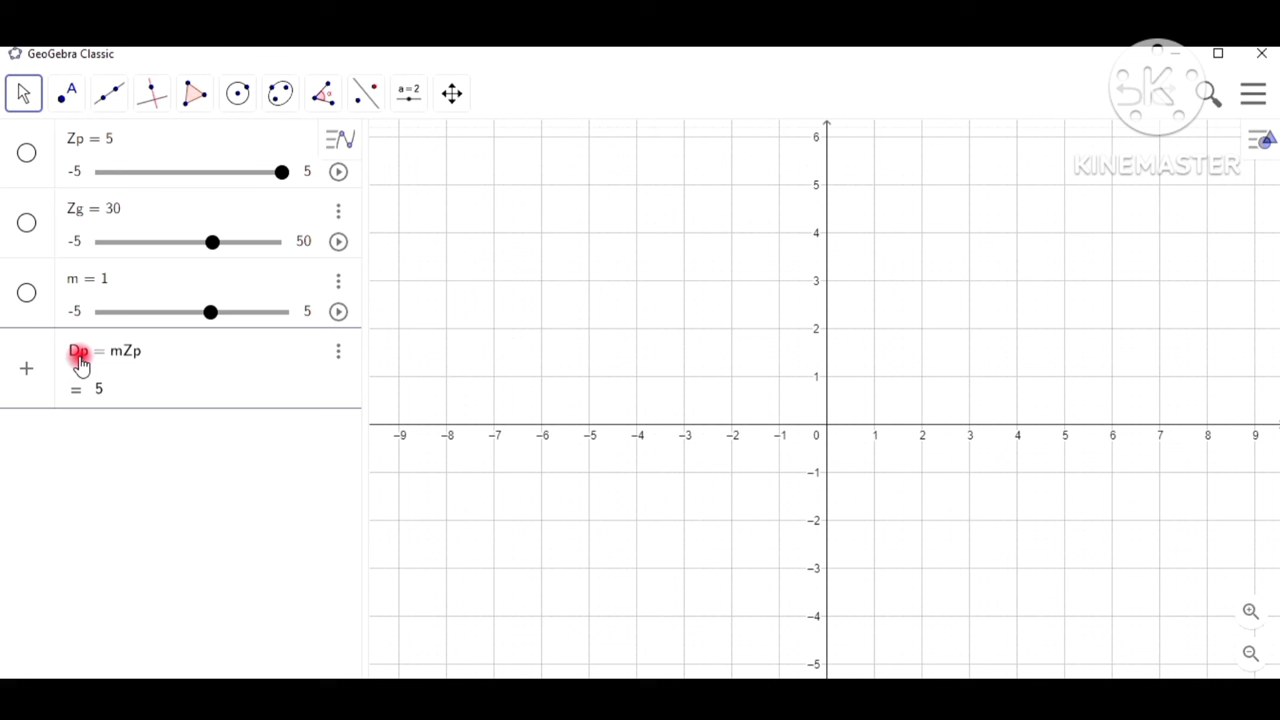 GeoGebra Classic
A
a = 2
KINEMASTER
Zp = 5
-5 5
Zg = 30
-5 50
m = 1
-5 5
Dp = mZp
= 5
6
5
4
3
2
1
-9 -8 -7 -6 -5 -4 -3 -2 -1 0 1 2 3 4 5 6 7 8 9
-1
-2
-3
-4
-5